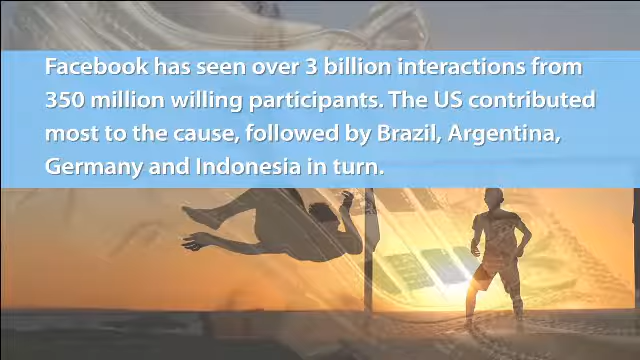 Facebook has seen over 3 billion interactions from
350 million willing participants. The US contributed
most to the cause, followed by Brazil, Argentina,
Germany and Indonesia in turn.